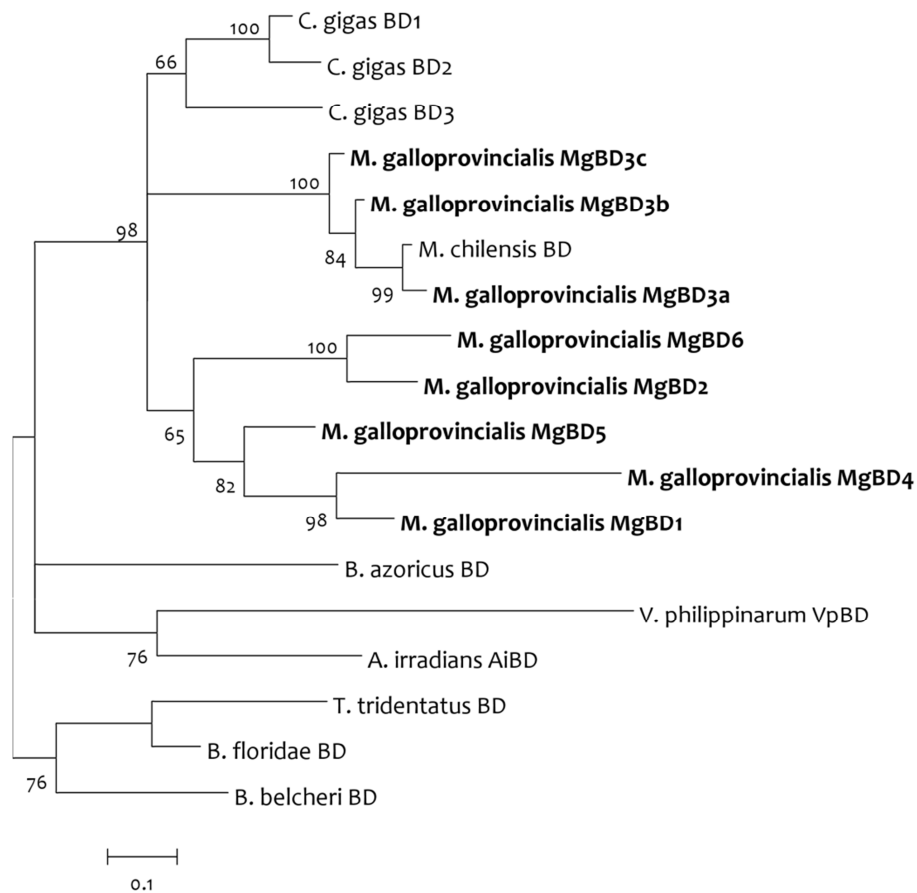 C. gigas BD1
100
C. gigas BD2
66
C. gigas BD3
M. galloprovincialis MgBD3c
100
M. galloprovincialis MgBD3b
98
M. chilensis BD
84
M. galloprovincialis MgBD3a
99
M. galloprovincialis MgBD6
100
M. galloprovincialis MgBD2
M. galloprovincialis MgBD5
65
M. galloprovincialis MgBD4
82
M. galloprovincialis MgBD1
98
B. azoricus BD
V. philippinarum VpBD
A. irradians AiBD
76
T. tridentatus BD
B. floridae BD
76
B. belcheri BD
0.1